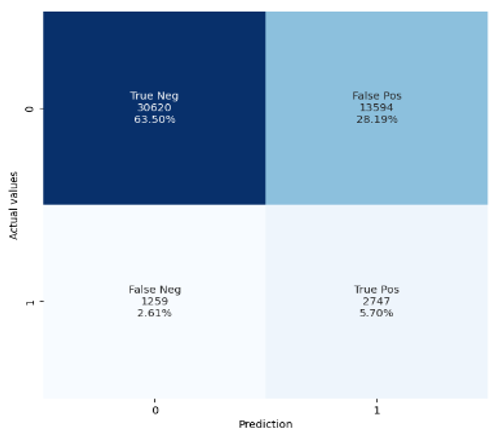 True Neg
30620
63.50%
False Pos
13594
28.19%
0
Actual values
False Neg
1259
2.61%
True Pos
2747
5.70%
1
0
1
Prediction